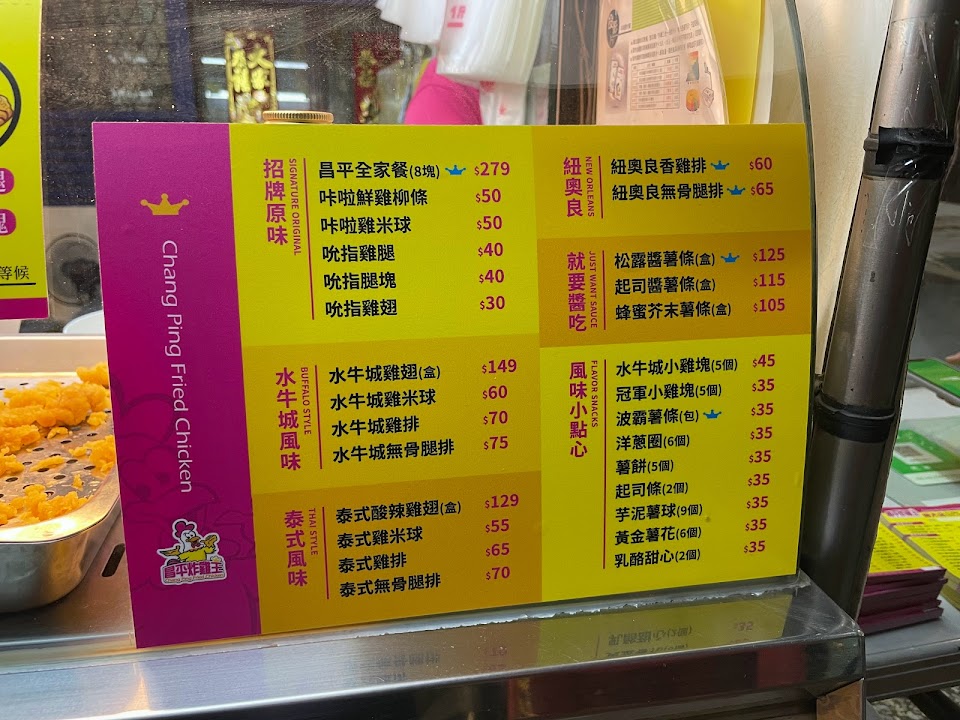 Chang Ping Fried Chicken
昌平炸雞王
招牌原味
SIGNATURE ORIGINAL
昌平全家餐(8塊) $279
咔啦鮮雞柳條 $50
咔啦雞米球 $50
吮指雞腿 $40
吮指腿塊 $40
吮指雞翅 $30
水牛城風味
BUFFALO STYLE
水牛城雞翅(盒) $149
水牛城雞米球 $60
水牛城雞排 $70
水牛城無骨腿排 $75
泰式風味
THAI STYLE
泰式酸辣雞翅(盒) $129
泰式雞米球 $55
泰式雞排 $65
泰式無骨腿排 $70
紐奧良
NEW ORLEANS
紐奧良香雞排 $60
紐奧良無骨腿排 $65
就要醬吃
JUST WANT SAUCE
松露醬薯條(盒) $125
起司醬薯條(盒) $115
蜂蜜芥末薯條(盒) $105
風味小點心
FLAVOR SNACKS
水牛城小雞塊(5個) $45
冠軍小雞塊(5個) $35
波霸薯條(包) $35
洋蔥圈(6個) $35
薯餅(5個) $35
起司條(2個) $35
芋泥薯球(9個) $35
黃金薯花(6個) $35
乳酪甜心(2個) $35
等候